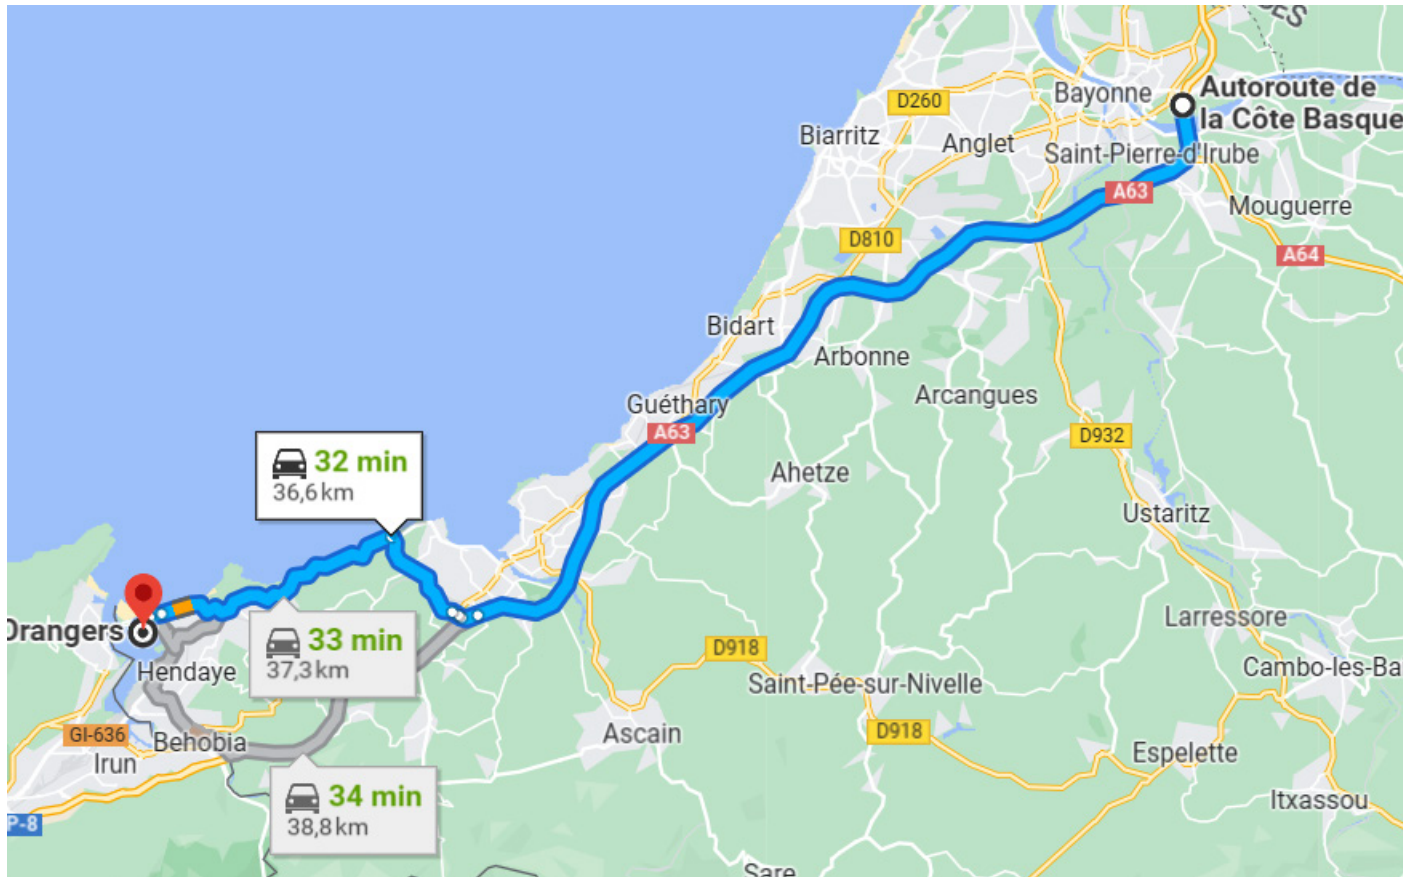 GES
Autoroute de
la Côte Basque
Bayonne
D260
Biarritz
Anglet
Saint-Pierre-d'Irube
A63
Mouguerre
D810
A64
Bidart
Arbonne
Arcangues
Guéthary
A63
D932
32 min
36,6 km
Ahetze
Ustaritz
Orangers
33 min
37,3 km
Larressore
D918
Hendaye
Saint-Pée-sur-Nivelle
Cambo-les-Ba
GI-636
Behobia
Irun
Ascain
D918
Espelette
34 min
38,8 km
Itxassou
P-8
Sare